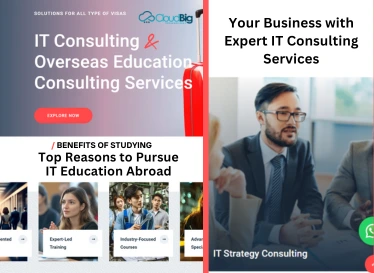 SOLUTIONS FOR ALL TYPE OF VISAS
CloudBig
IT Consulting &
Overseas Education
Consulting Services
EXPLORE NOW
/ BENEFITS OF STUDYING
Top Reasons to Pursue
IT Education Abroad
Expert-Led
Training
Industry-Focused
Courses
Your Business with
Expert IT Consulting
Services
IT Strategy Consulting